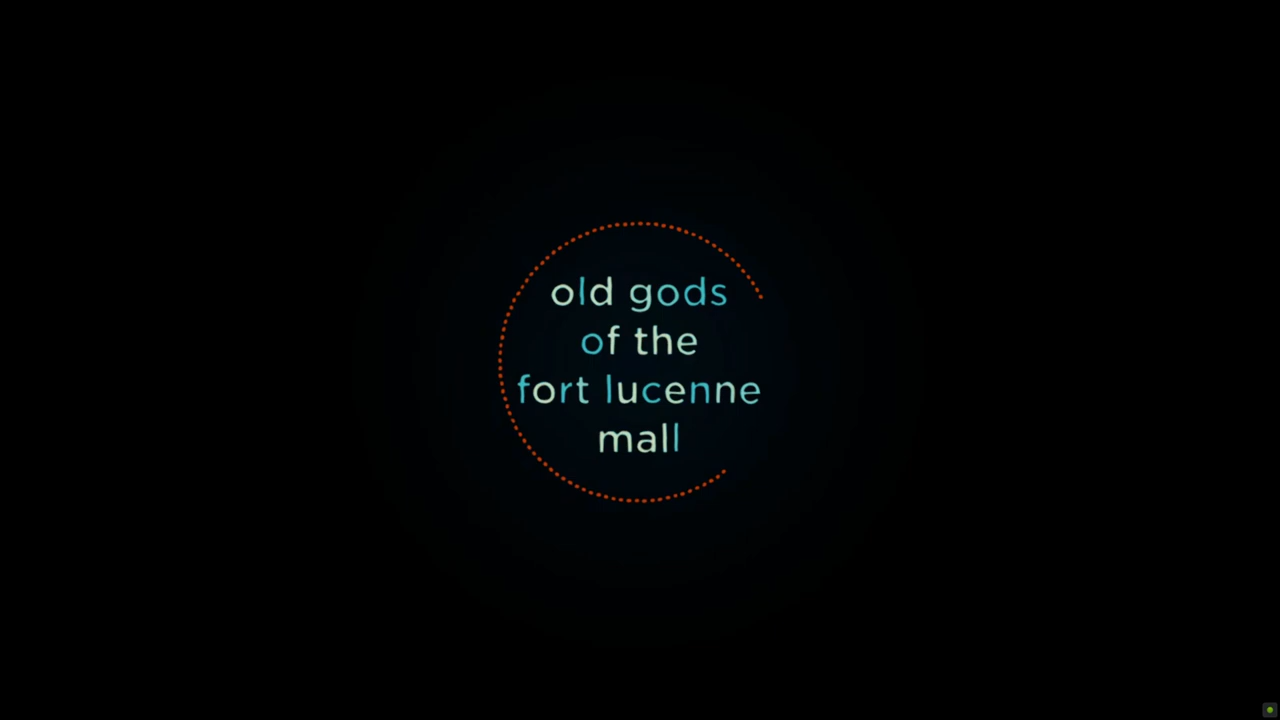 old gods
of the
fort lucenne
mall